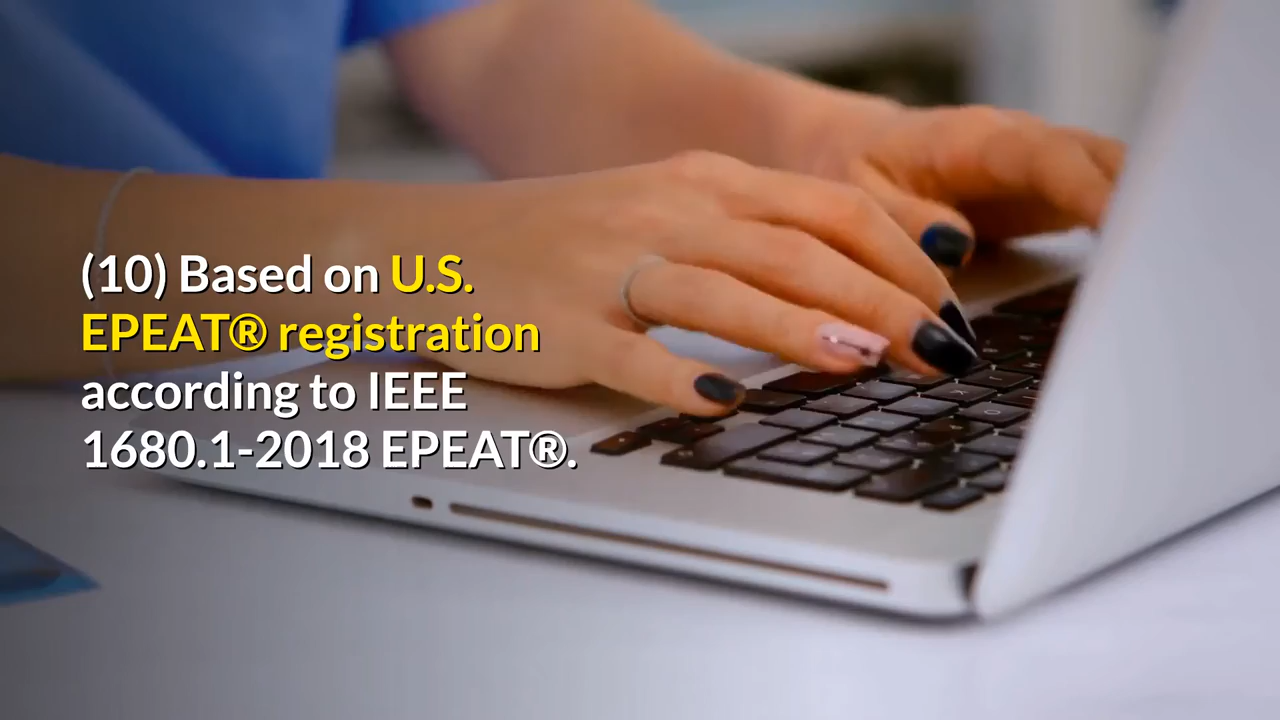 (10) Based on U.S.
EPEAT® registration
according to IEEE
1680.1-2018 EPEAT®.